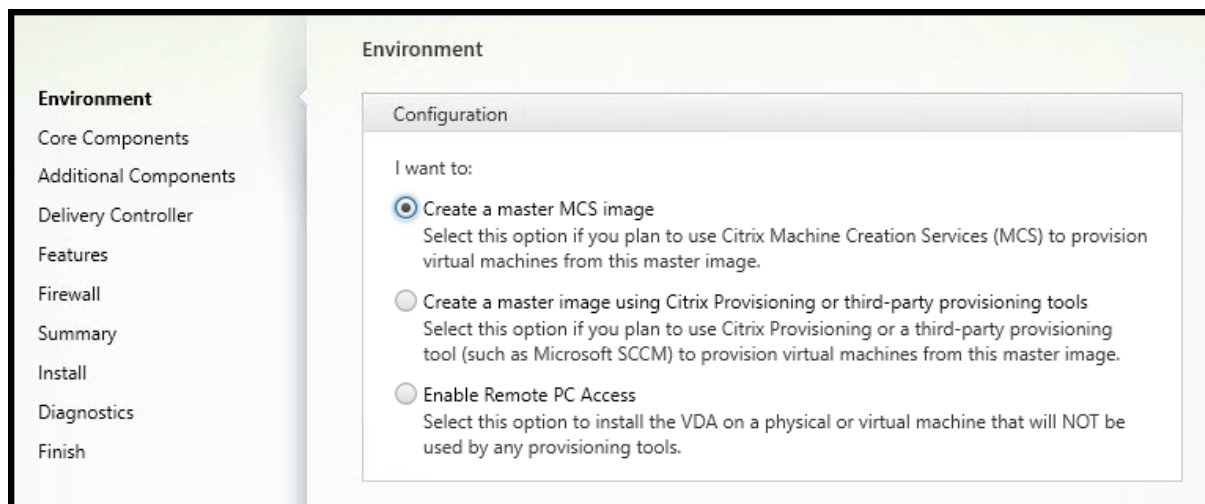 Environment
Core Components
Additional Components
Delivery Controller
Features
Firewall
Summary
Install
Diagnostics
Finish
Environment
Configuration
I want to:
Create a master MCS image
Select this option if you plan to use Citrix Machine Creation Services (MCS) to provision
virtual machines from this master image.
Create a master image using Citrix Provisioning or third-party provisioning tools
Select this option if you plan to use Citrix Provisioning or a third-party provisioning
tool (such as Microsoft SCCM) to provision virtual machines from this master image.
Enable Remote PC Access
Select this option to install the VDA on a physical or virtual machine that will NOT be
used by any provisioning tools.